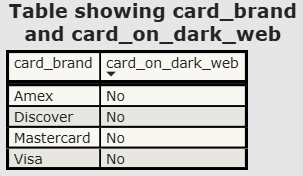 Table showing card_brand
and card_on_dark_web
card_brand card_on_dark_web
Amex No
Discover No
Mastercard No
Visa No